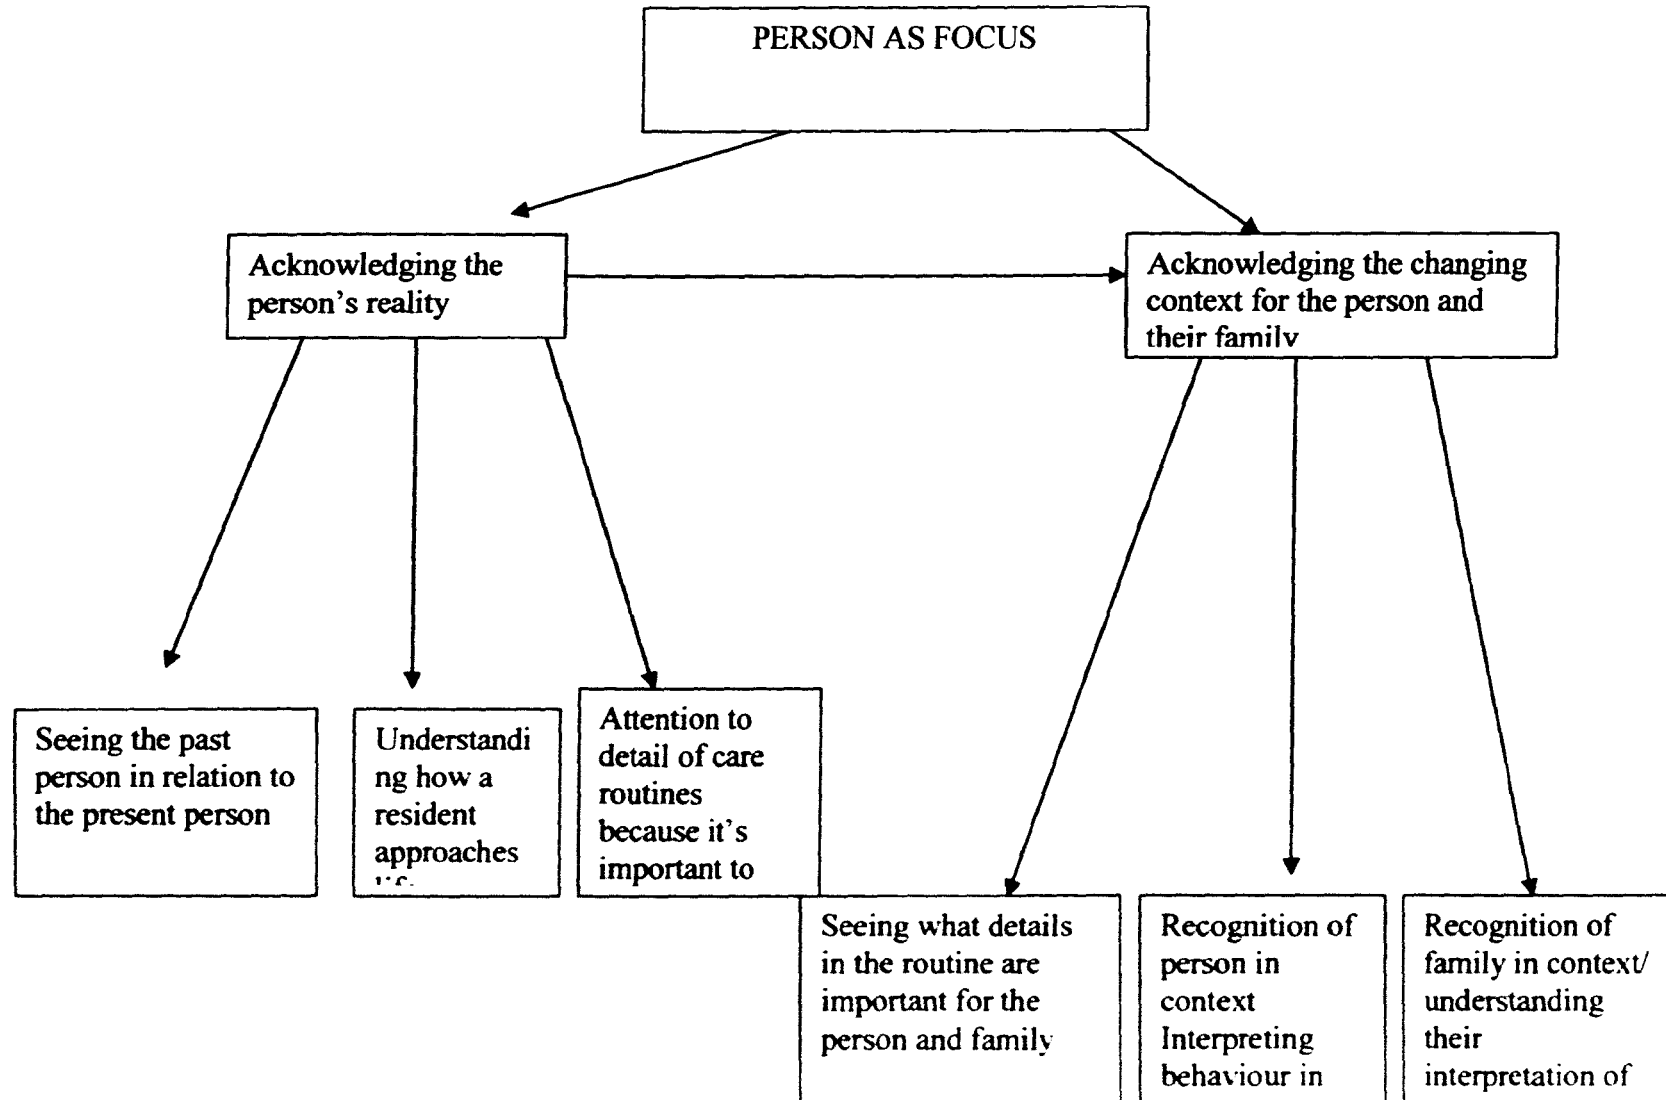 PERSON AS FOCUS
Acknowledging the
person's reality
Acknowledging the changing
context for the person and
their family
Seeing the past
person in relation to
the present person
Understandi
ng how a
resident
approaches
Attention to
detail of care
routines
because it's
important to
Seeing what details
in the routine are
important for the
person and family
Recognition of
person in
context
Interpreting
behaviour in
Recognition of
family in context/
understanding
their
interpretation of